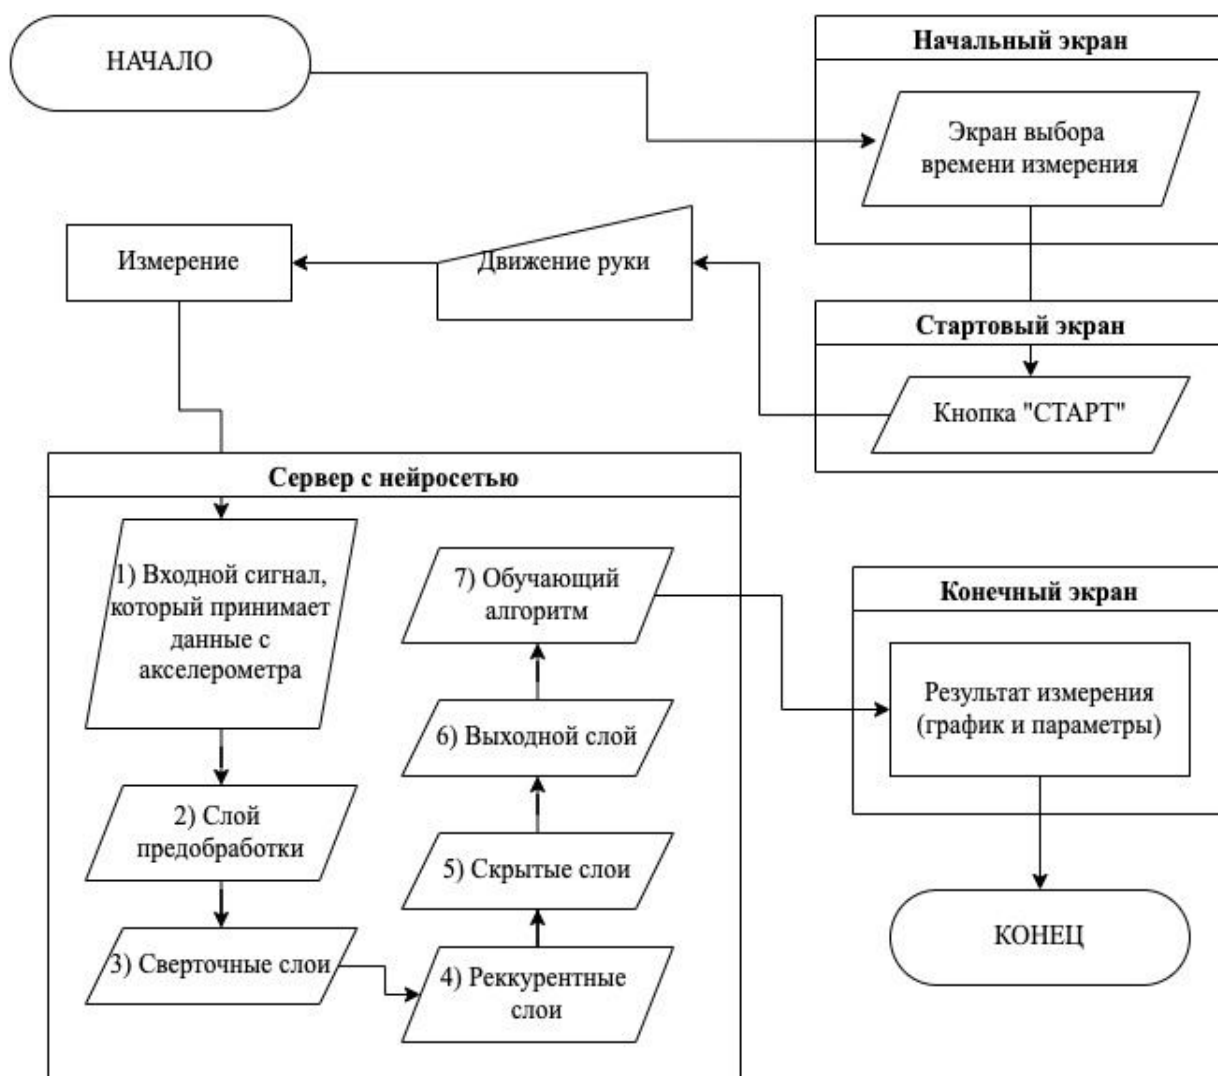 НАЧАЛО
Начальный экран
Экран выбора
времени измерения
Стартовый экран
Кнопка "СТАРТ"
Движение руки
Измерение
Сервер с нейросетью
1) Входной сигнал,
который принимает
данные с
акселерометра
2) Слой
предобработки
3) Сверточные слои
4) Реккурентные
слои
5) Скрытые слои
6) Выходной слой
7) Обучающий
алгоритм
Конечный экран
Результат измерения
(график и параметры)
КОНЕЦ